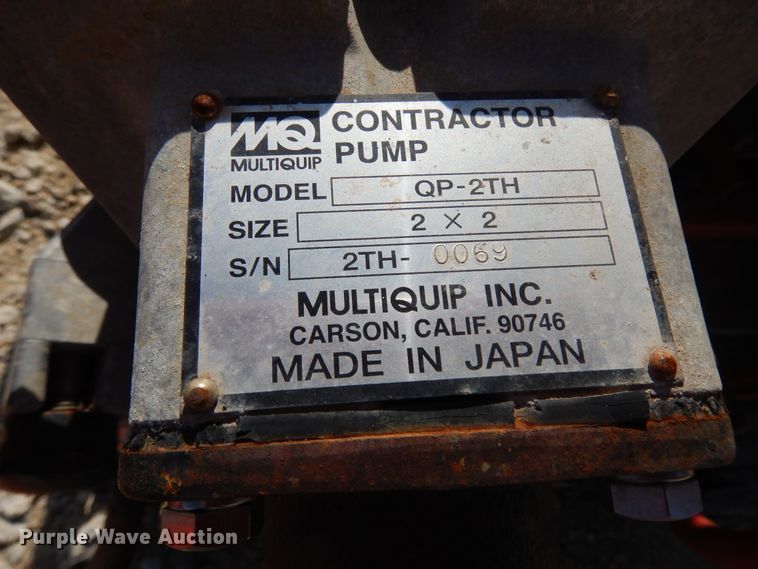 MQ CONTRACTOR
MULTIQUIP PUMP
MODEL QP-2TH
SIZE 2 × 2
S/N 2TH- 0069
MULTIQUIP INC.
CARSON, CALIF. 90746
MADE IN JAPAN
Purple Wave Auction